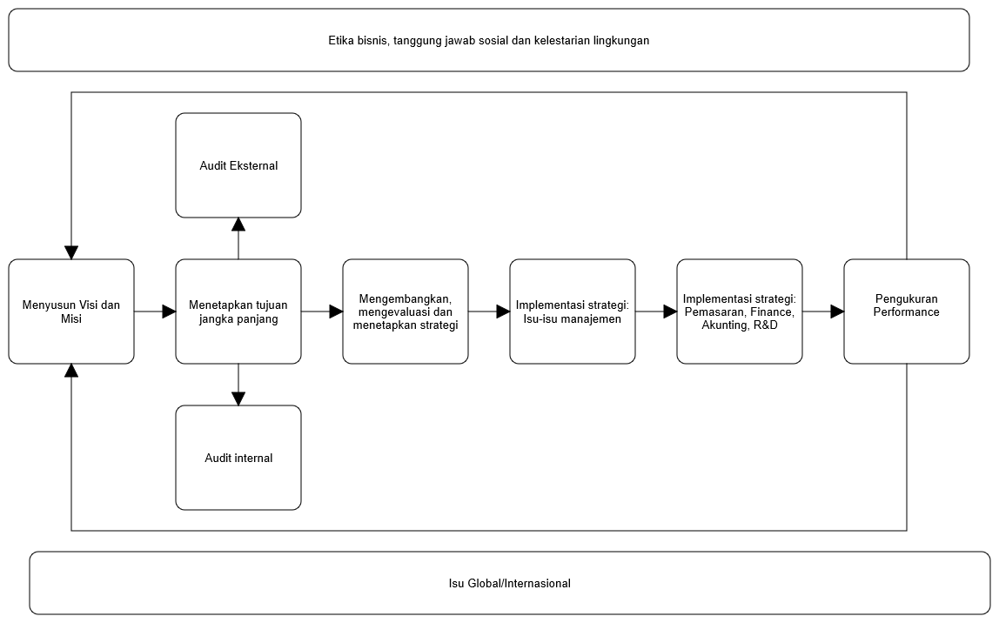 Etika bisnis, tanggung jawab sosial dan kelestarian lingkungan
Audit Eksternal
Menyusun Visi dan
Misi
Menetapkan tujuan
jangka panjang
Mengembangkan,
mengevaluasi dan
menetapkan strategi
Implementasi strategi:
Isu-isu manajemen
Implementasi strategi:
Pemasaran, Finance,
Akunting, R&D
Pengukuran
Performance
Audit internal
Isu Global/Internasional